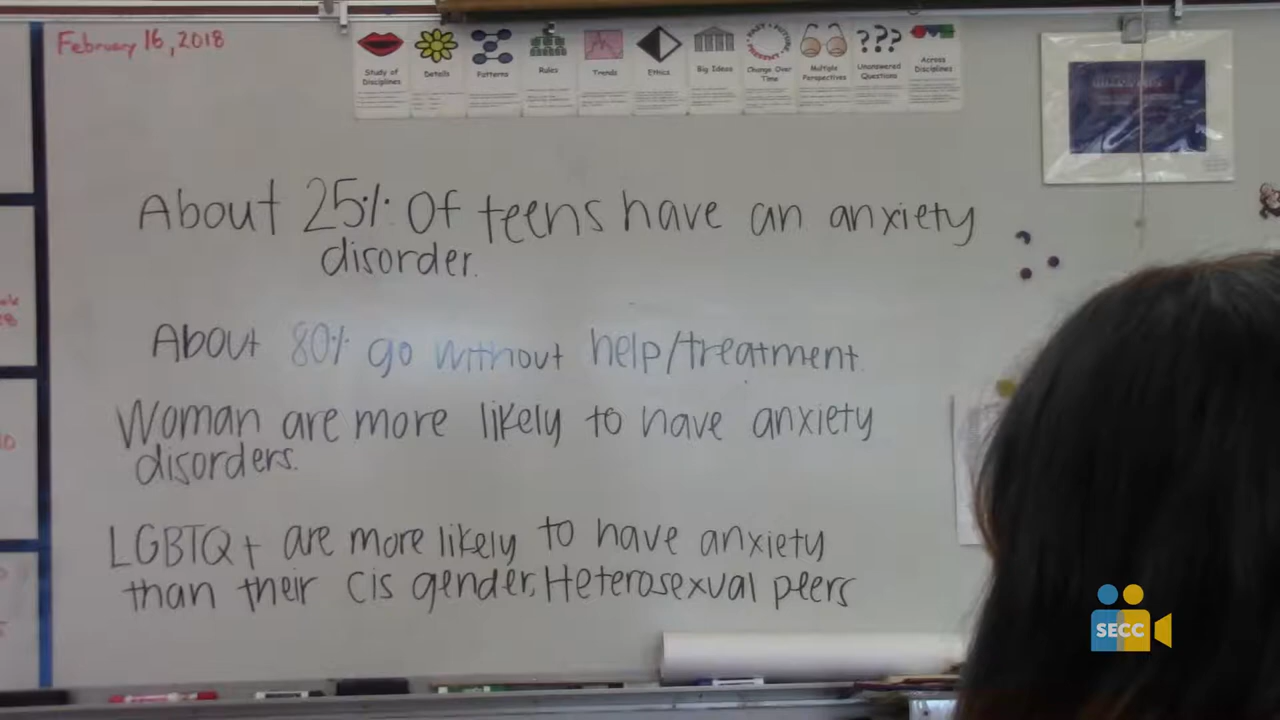 February 16, 2018
Study of Disciplines
Details
Patterns
Rules
Trends
Ethics
Big Ideas
Change Over Time
Multiple Perspectives
???
Unanswered Questions
Across Disciplines
About 25% Of teens have an anxiety
disorder.
About 80% go without help/treatment.
Woman are more likely to have anxiety
disorders.
LGBTQ+ are more likely to have anxiety
than their cis gender, Heterosexual peers
SECC